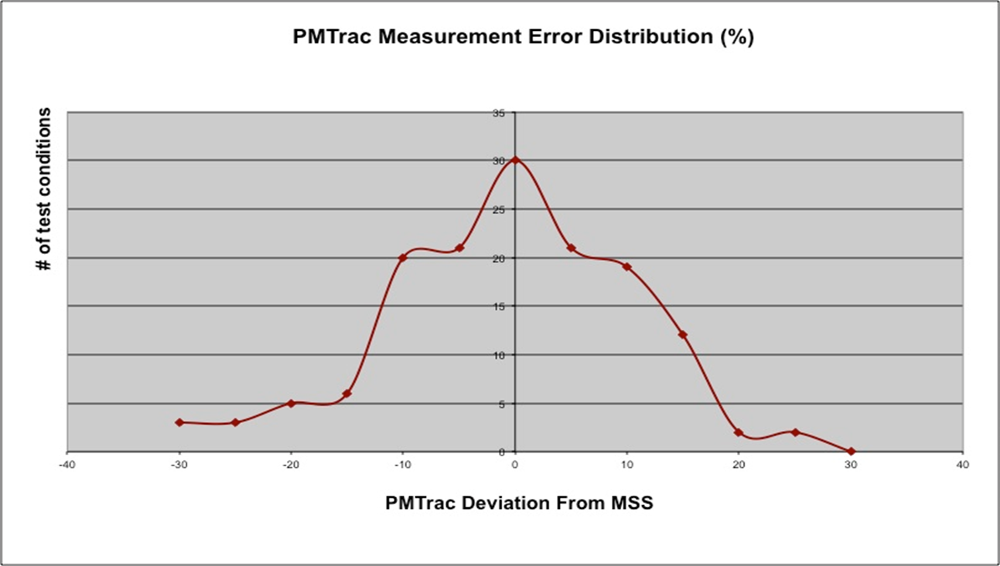 PMTrac Measurement Error Distribution (%)
# of test conditions
35
30
25
20
15
10
5
0
-40 -30 -20 -10 0 10 20 30 40
PMTrac Deviation From MSS